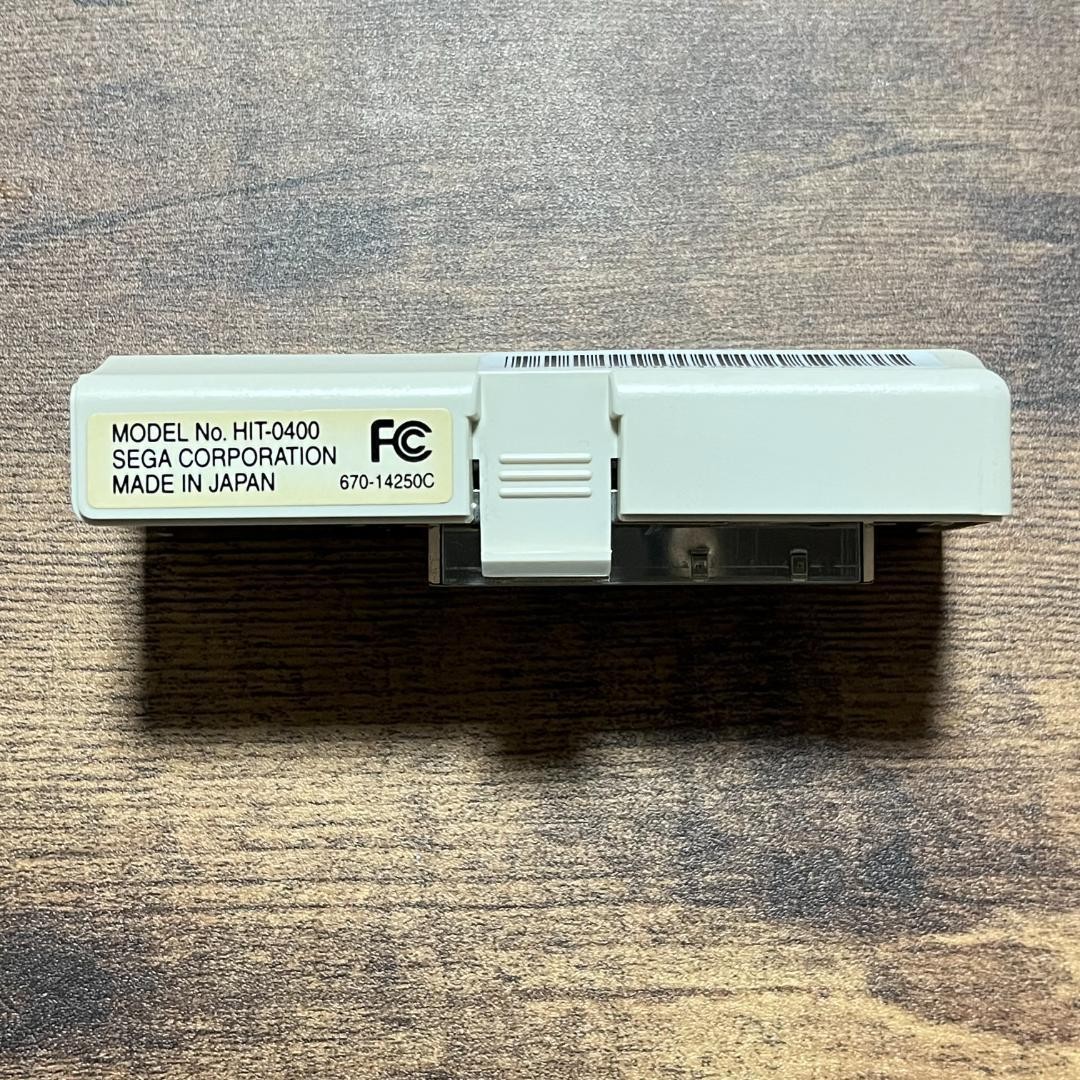 MODEL No. HIT-0400
SEGA CORPORATION
MADE IN JAPAN
FC
670-14250C